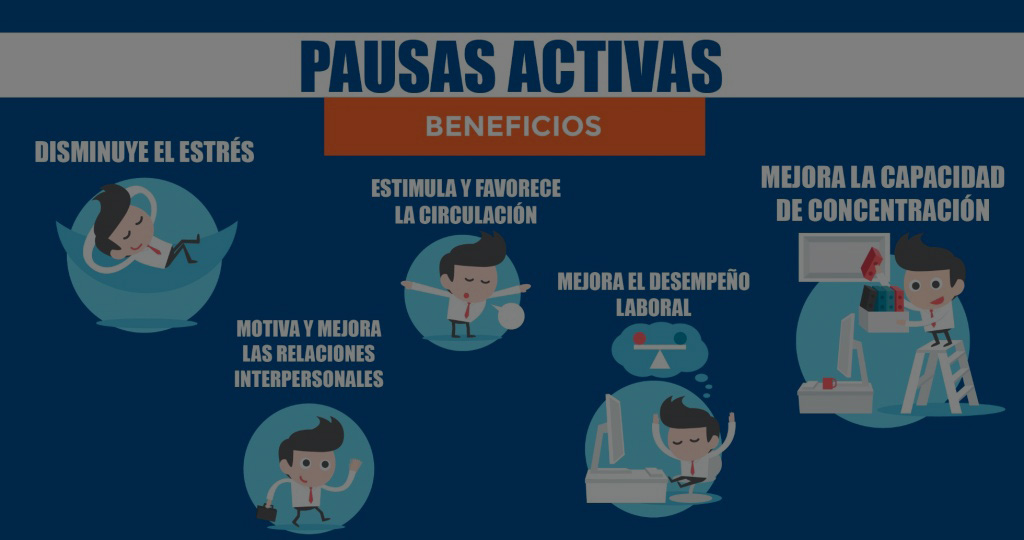 PAUSAS ACTIVAS
BENEFICIOS
DISMINUYE EL ESTRÉS
ESTIMULA Y FAVORECE
LA CIRCULACIÓN
MEJORA LA CAPACIDAD
DE CONCENTRACIÓN
MEJORA EL DESEMPEÑO
LABORAL
MOTIVA Y MEJORA
LAS RELACIONES
INTERPERSONALES